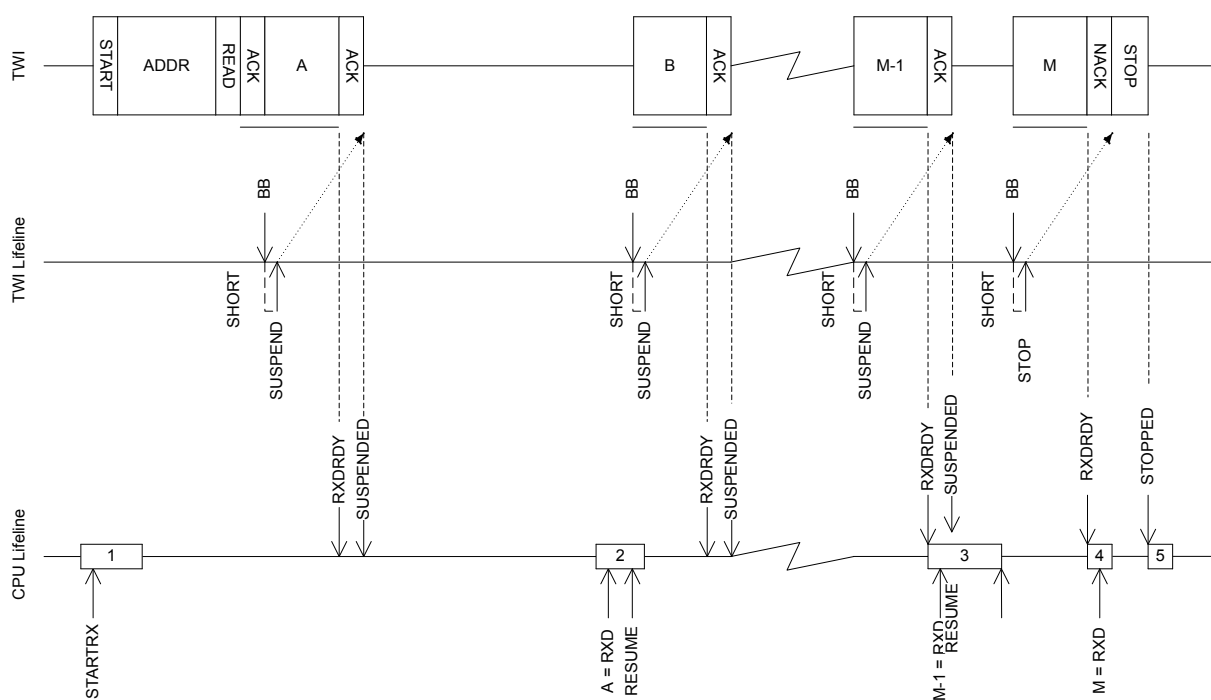 TWI
START
ADDR
READ
ACK
A
ACK
B
ACK
M-1
ACK
M
NACK
STOP
TWI Lifeline
BB
BB
BB
BB
SHORT
SUSPEND
SHORT
SUSPEND
SHORT
SUSPEND
SHORT
STOP
CPU Lifeline
RXDRDY
SUSPENDED
RXDRDY
SUSPENDED
RXDRDY
SUSPENDED
RXDRDY
STOPPED
1
2
3
4
5
STARTRX
A = RXD
RESUME
M-1 = RXD
RESUME
M = RXD